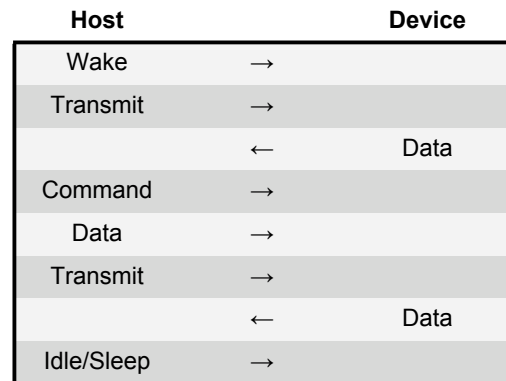 Host Device
Wake →
Transmit →
← Data
Command →
Data →
Transmit →
← Data
Idle/Sleep →